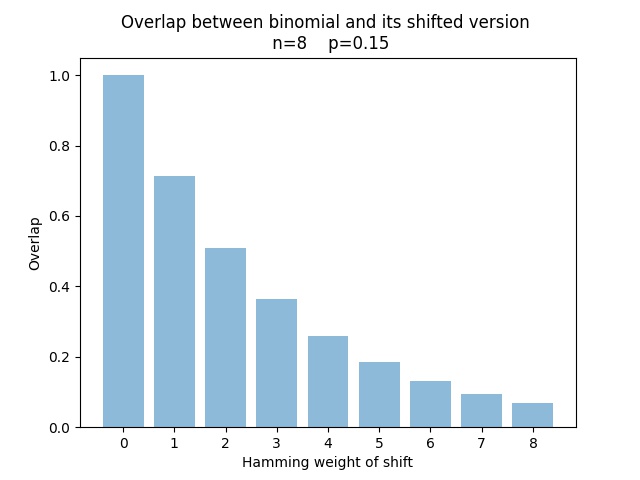 Overlap between binomial and its shifted version
n=8    p=0.15
1.0
0.8
0.6
0.4
0.2
0.0
Overlap
0 1 2 3 4 5 6 7 8
Hamming weight of shift